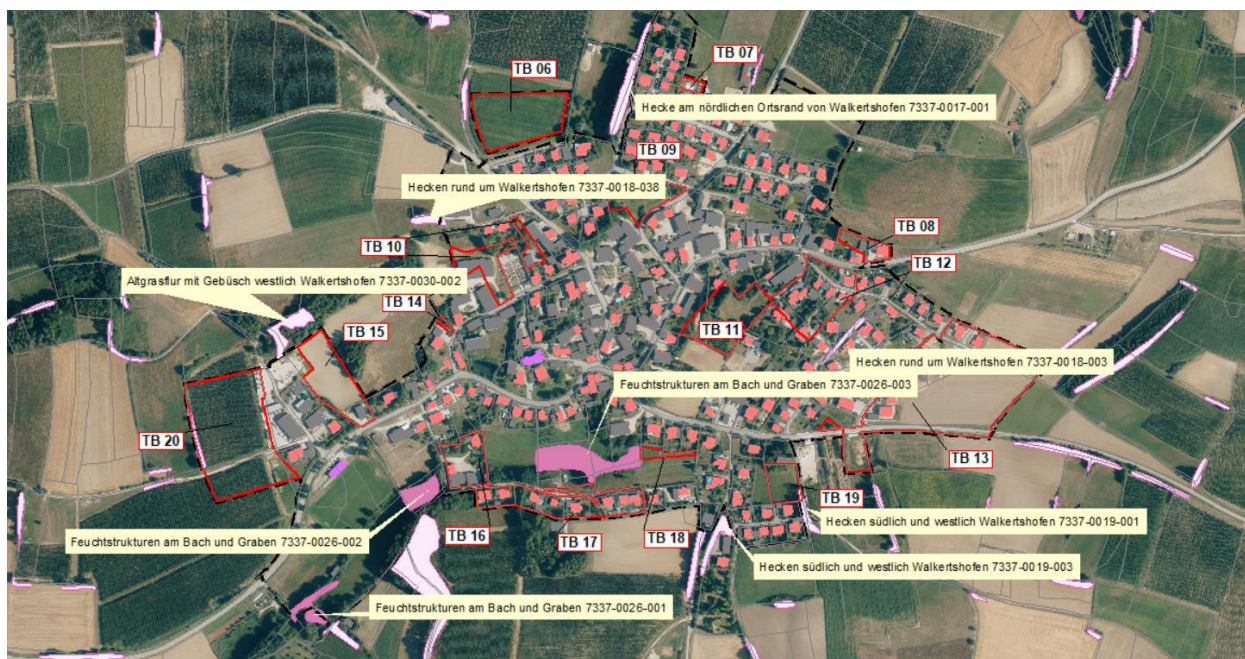 TB 06
TB 07
Hecke am nördlichen Ortsrand von Walkertshofen 7337-0017-001
TB 09
Hecken rund um Walkertshofen 7337-0018-038
TB 08
TB 10
TB 12
Altgrasflur mit Gebüsch westlich Walkertshofen 7337-0030-002
TB 14
TB 15
TB 11
Hecken rund um Walkertshofen 7337-0018-003
Feuchtstrukturen am Bach und Graben 7337-0026-003
TB 20
TB 13
TB 19
Hecken südlich und westlich Walkertshofen 7337-0019-001
Feuchtstrukturen am Bach und Graben 7337-0026-002
TB 16
TB 17
TB 18
Hecken südlich und westlich Walkertshofen 7337-0019-003
Feuchtstrukturen am Bach und Graben 7337-0026-001